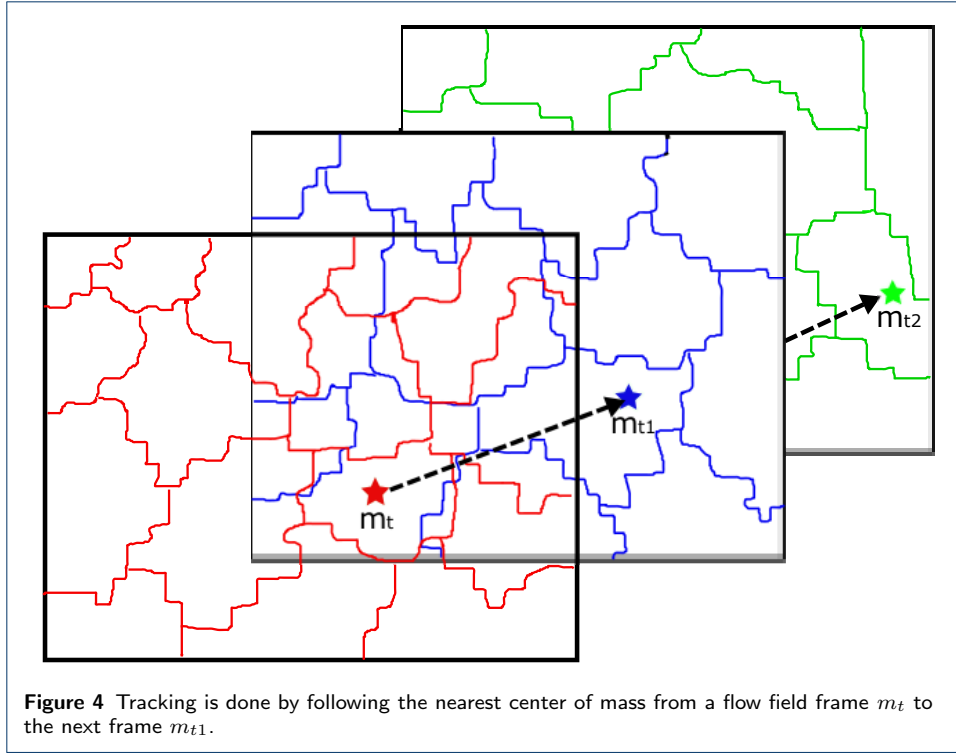 m_t2
m_t1
m_t
Figure 4 Tracking is done by following the nearest center of mass from a flow field frame m_t to
the next frame m_t1.